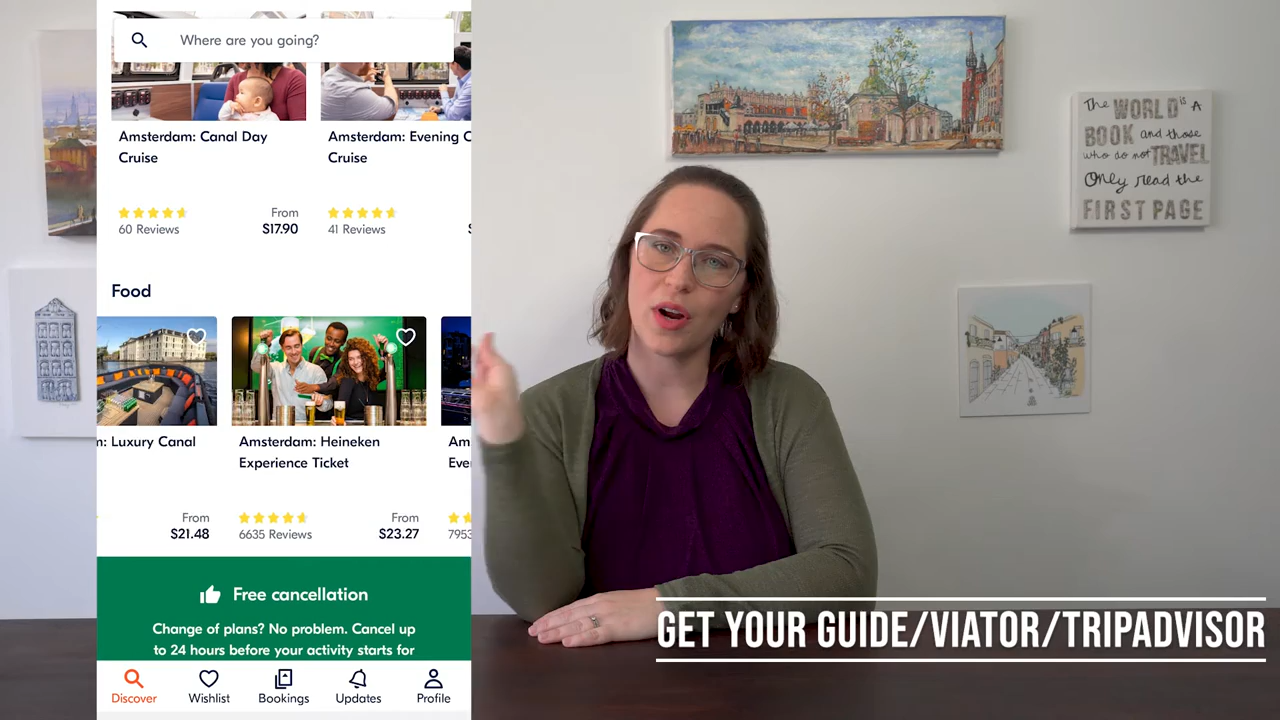 Where are you going?
Amsterdam: Canal Day
Cruise
60 Reviews
From
$17.90
Amsterdam: Evening C
Cruise
41 Reviews
Food
m: Luxury Canal
From
$21.48
Amsterdam: Heineken
Experience Ticket
6635 Reviews
From
$23.27
Am
Ever
7953
Free cancellation
Change of plans? No problem. Cancel up
to 24 hours before your activity starts for
Discover
Wishlist
Bookings
Updates
Profile
The WORLD is A
BOOK and those
who do not TRAVEL
Only read the
FIRST PAGE
GET YOUR GUIDE/VIATOR/TRIPADVISOR